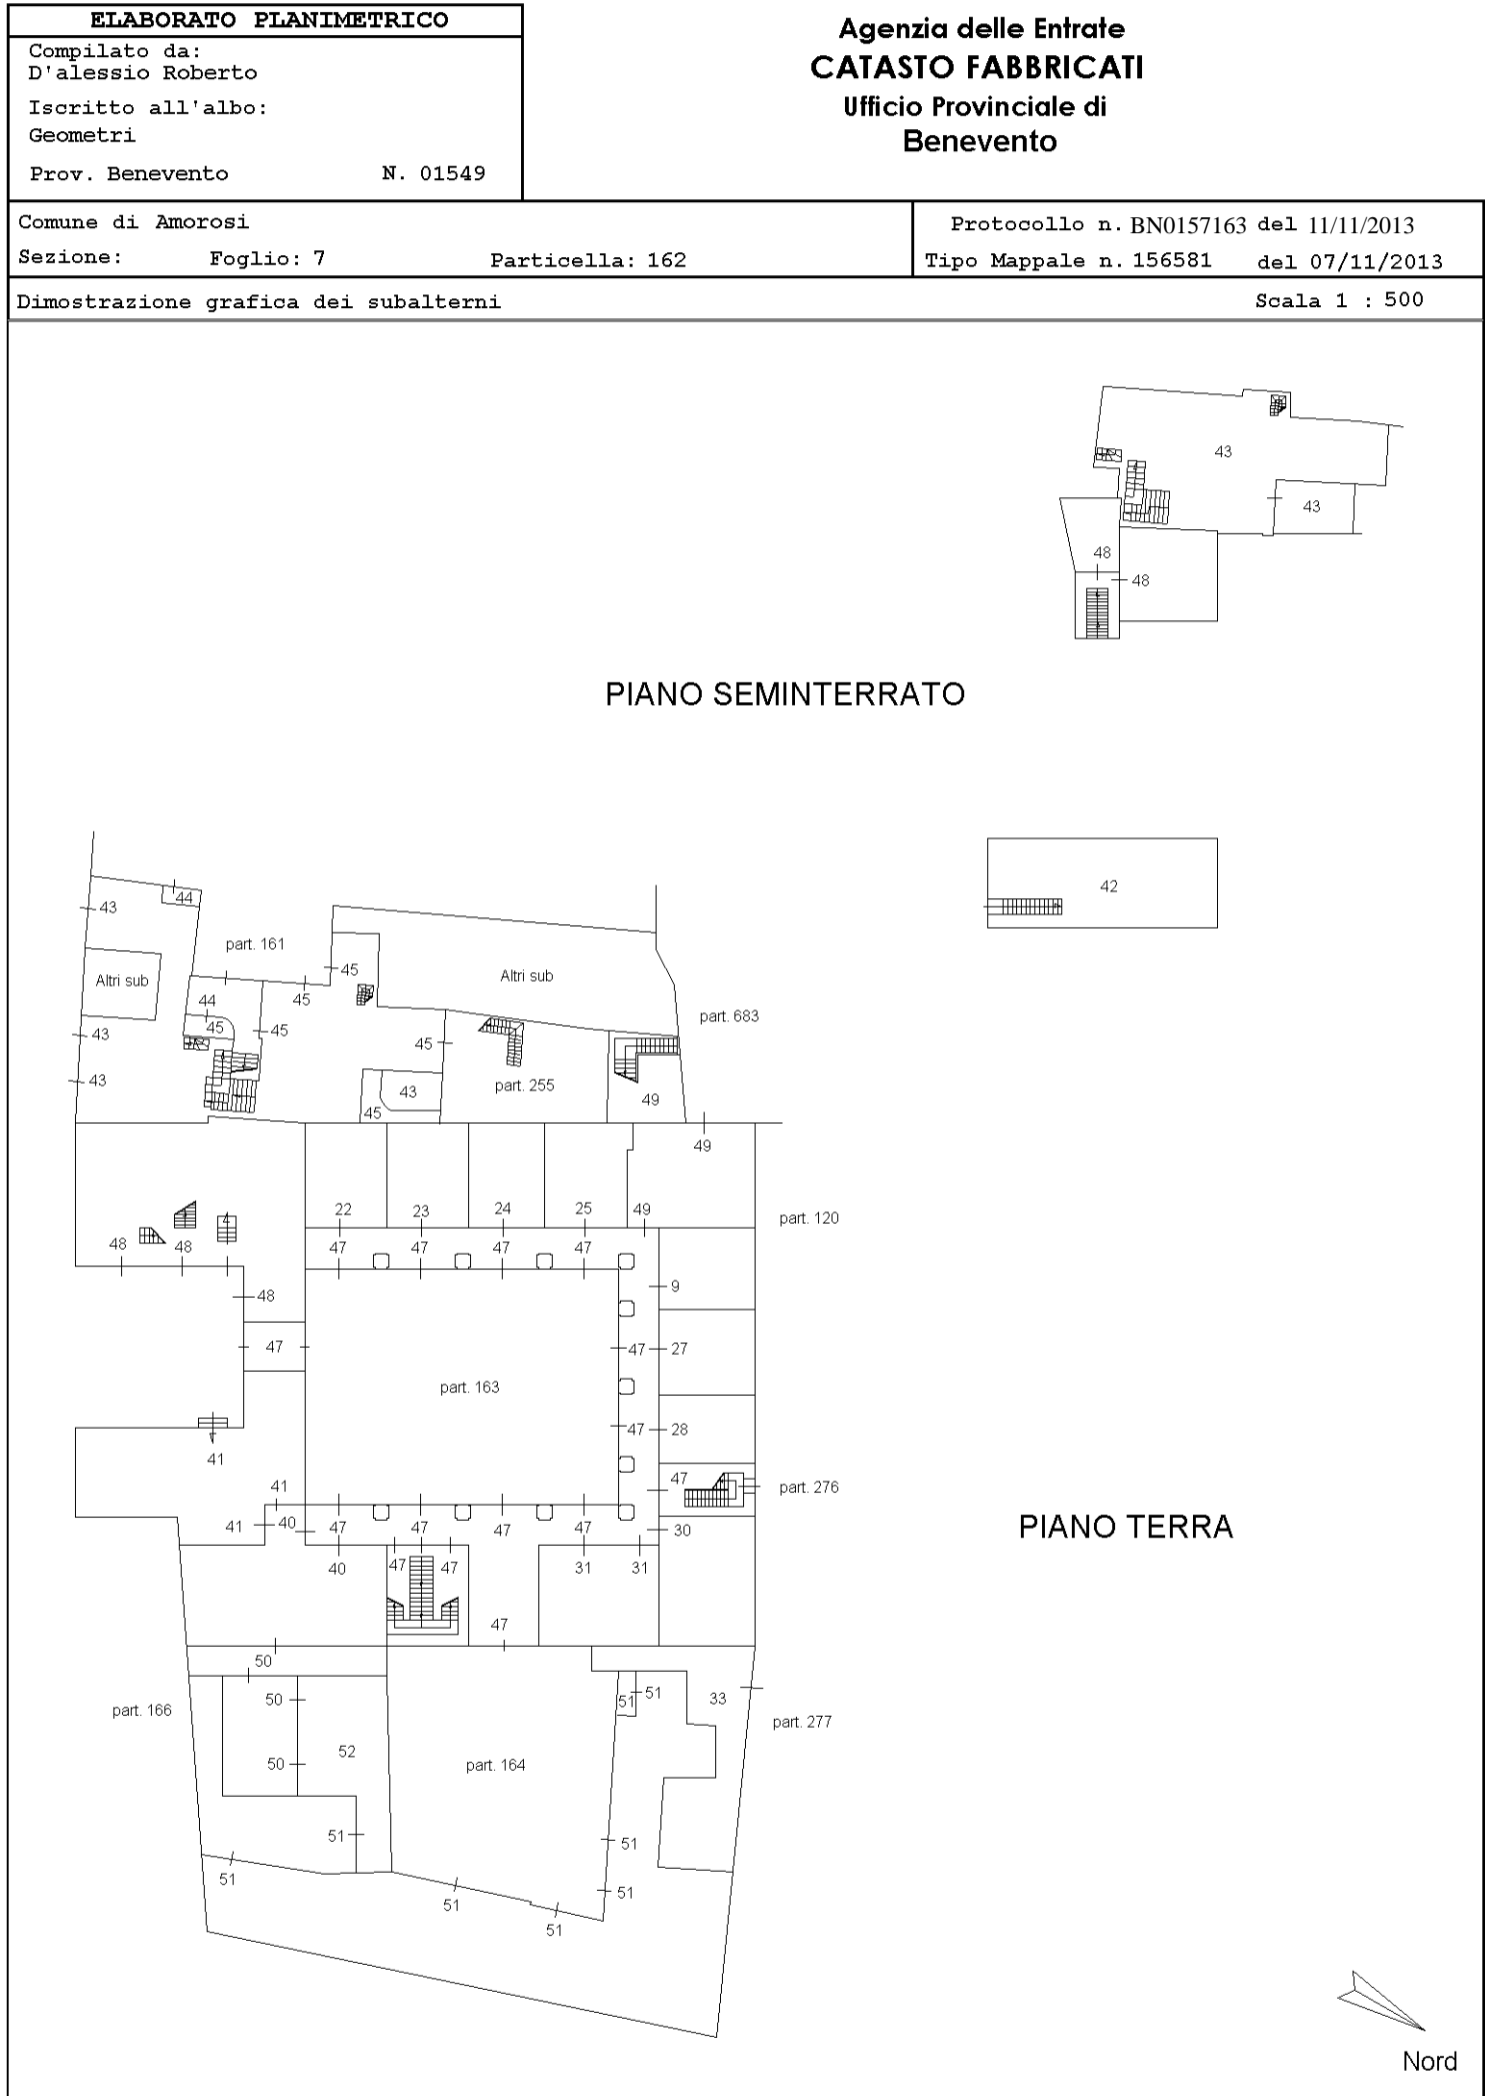 ELABORATO PLANIMETRICO
Compilato da:
D'alessio Roberto
Iscritto all'albo:
Geometri
Prov. Benevento N. 01549
Agenzia delle Entrate
CATASTO FABBRICATI
Ufficio Provinciale di
Benevento
Comune di Amorosi
Sezione: Foglio: 7 Particella: 162
Protocollo n. BN0157163 del 11/11/2013
Tipo Mappale n. 156581 del 07/11/2013
Dimostrazione grafica dei subalterni Scala 1 : 500
43
43
48
48
PIANO SEMINTERRATO
42
44
43
part. 161
45
Altri sub
Altri sub
44
45
45
45
part. 683
43
45
43
part. 255
43
49
45
49
22 23 24 25 49
part. 120
48 48
47 47 47 47
9
48
47
47 27
part. 163
47 28
41
47
part. 276
41
41 40 47 47 47 47 30
PIANO TERRA
40 47 47 31 31
47
50
50
51 51 33
part. 166
part. 277
52
50
part. 164
51
51
51
51
51
51
Nord